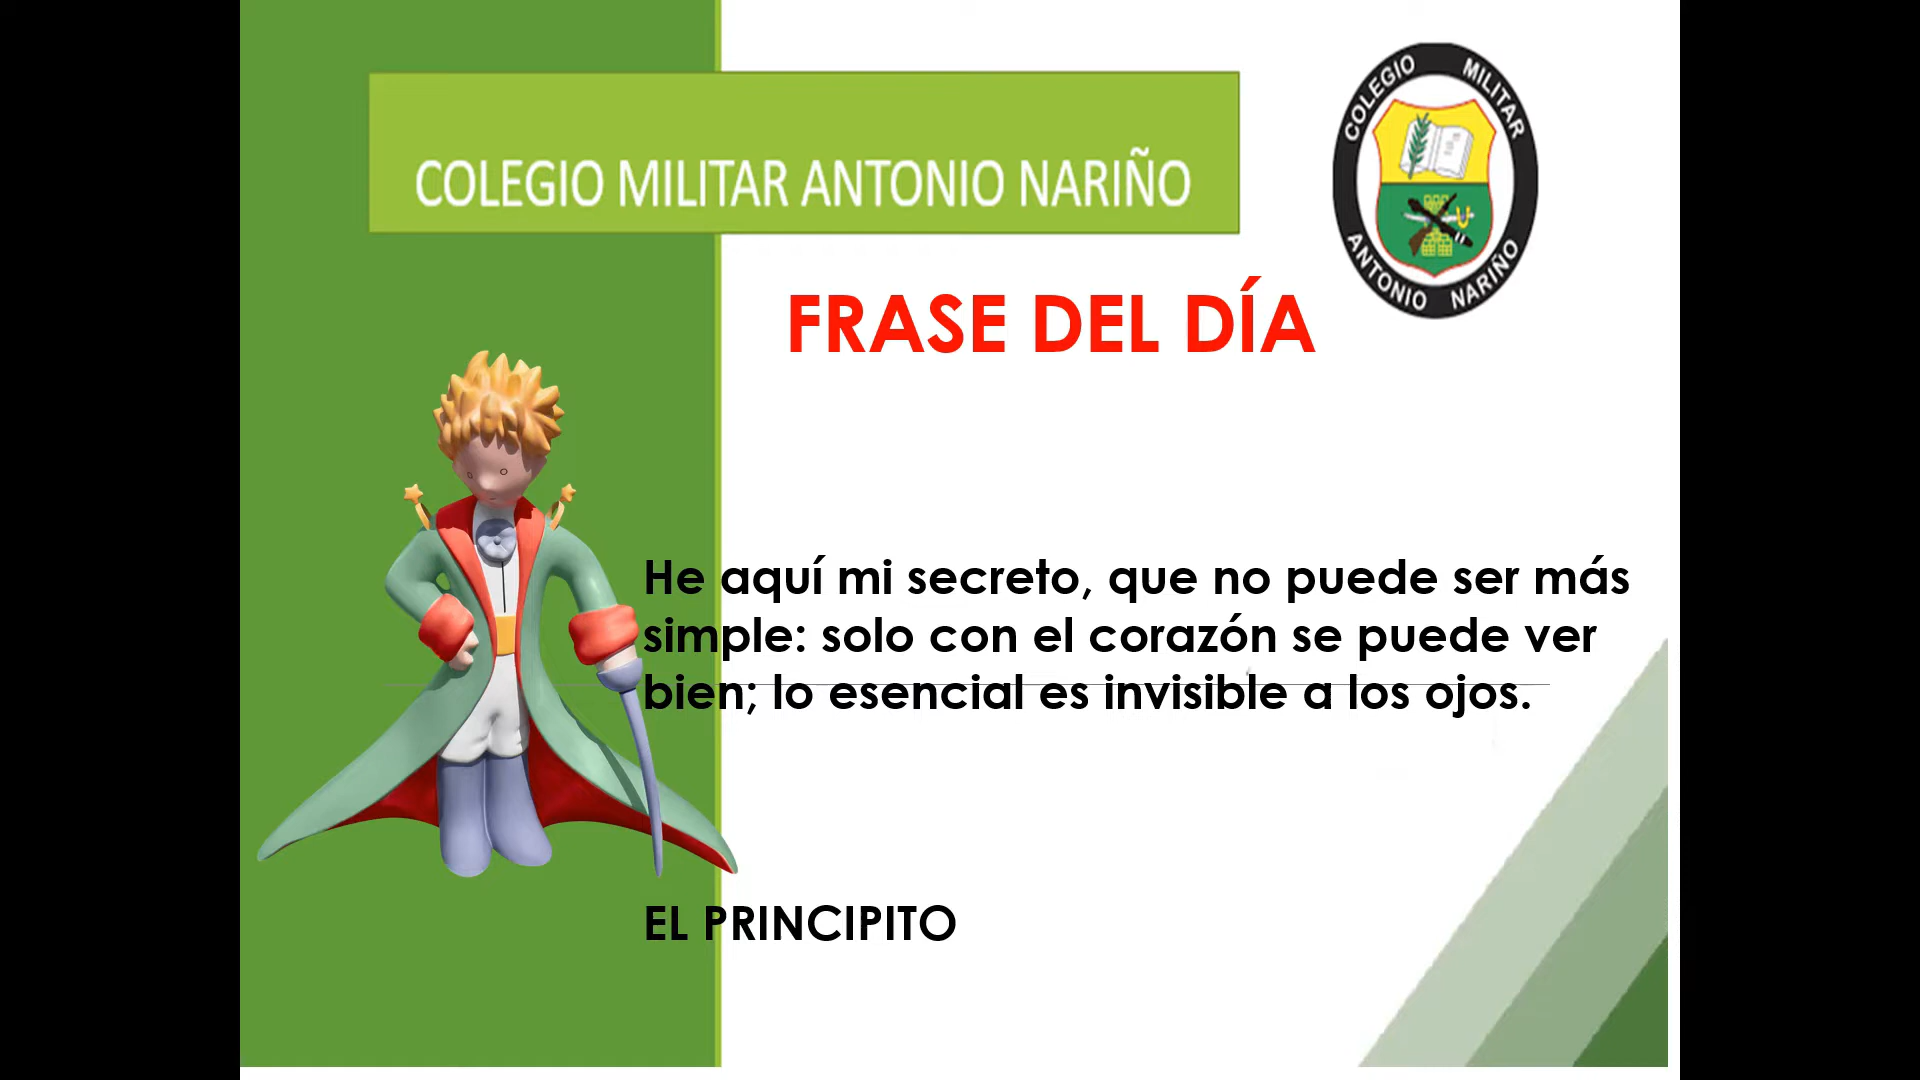 COLEGIO MILITAR ANTONIO NARIÑO
COLEGIO MILITAR
ANTONIO NARIÑO
FRASE DEL DÍA
He aquí mi secreto, que no puede ser más
simple: solo con el corazón se puede ver
bien; lo esencial es invisible a los ojos.
EL PRINCIPITO